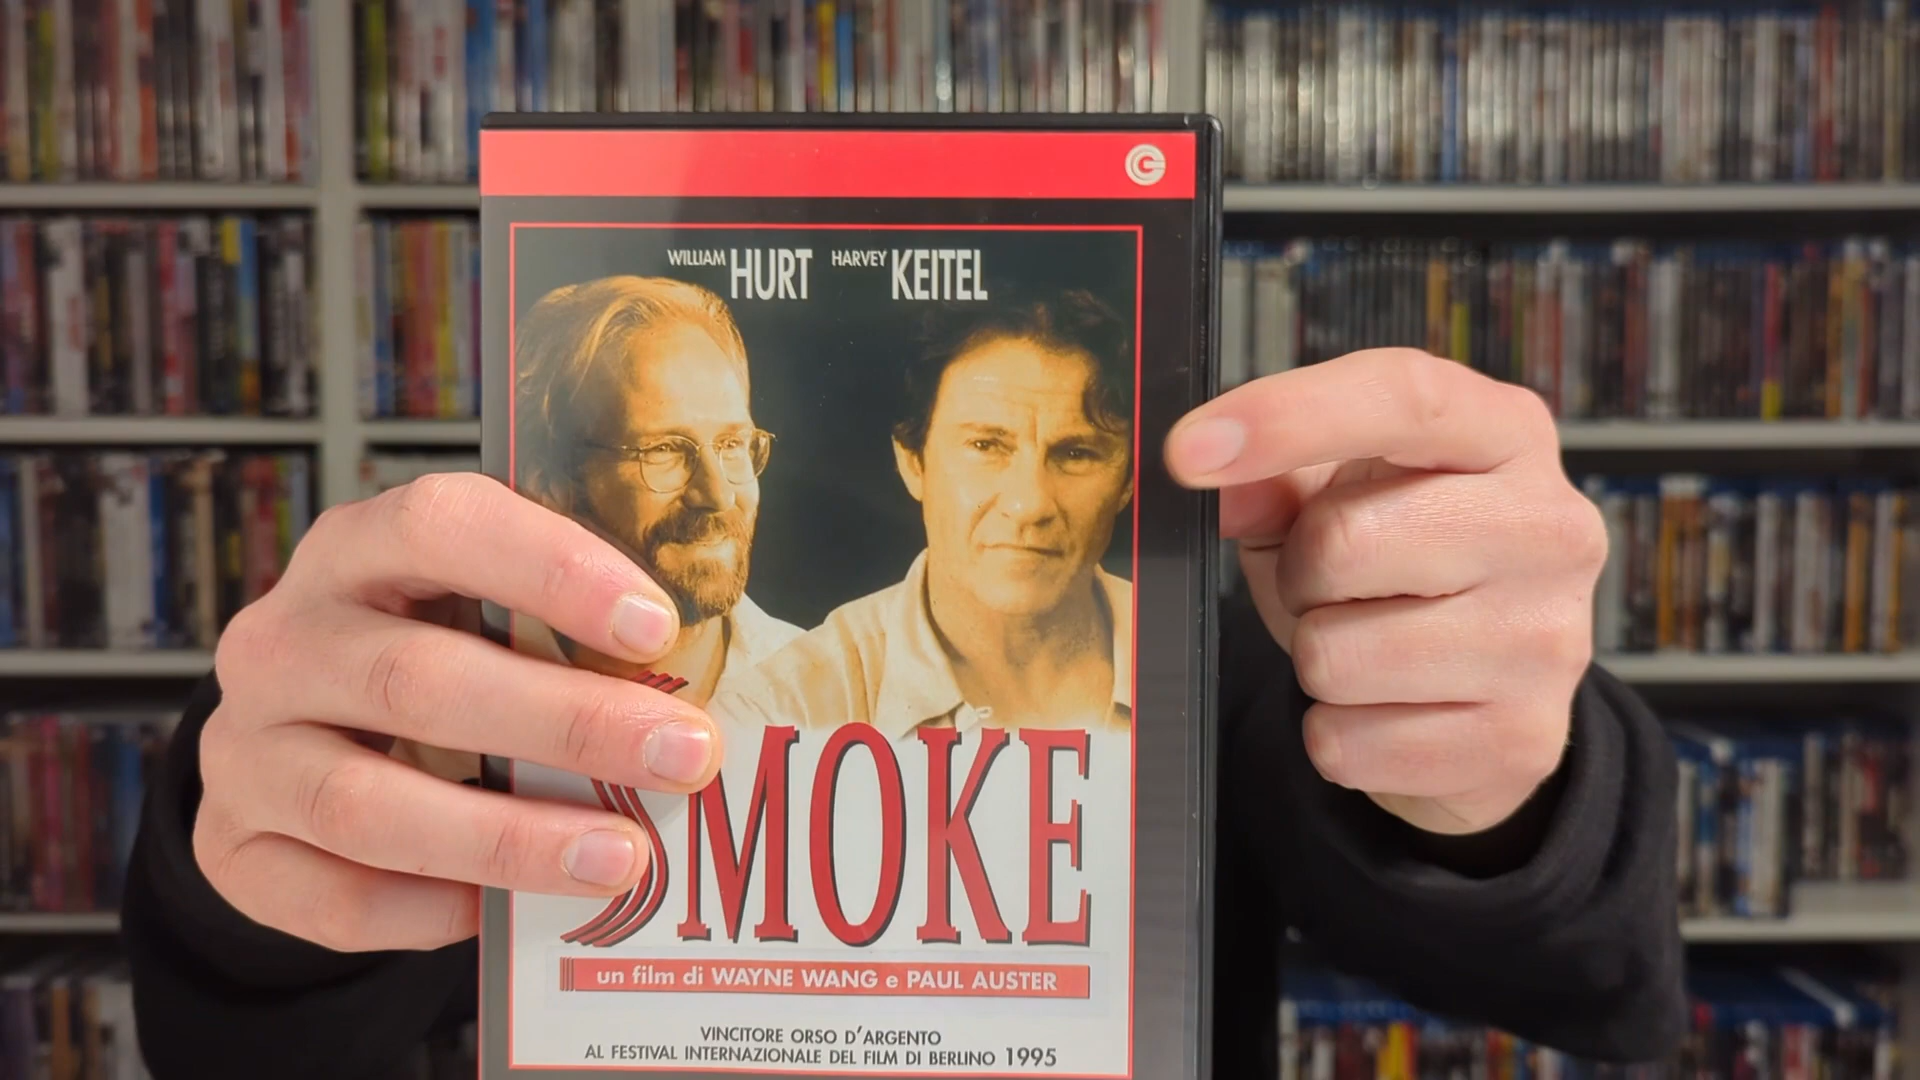 WILLIAM HURT HARVEY KEITEL
SMOKE
un film di WAYNE WANG e PAUL AUSTER
VINCITORE ORSO D'ARGENTO
AL FESTIVAL INTERNAZIONALE DEL FILM DI BERLINO 1995